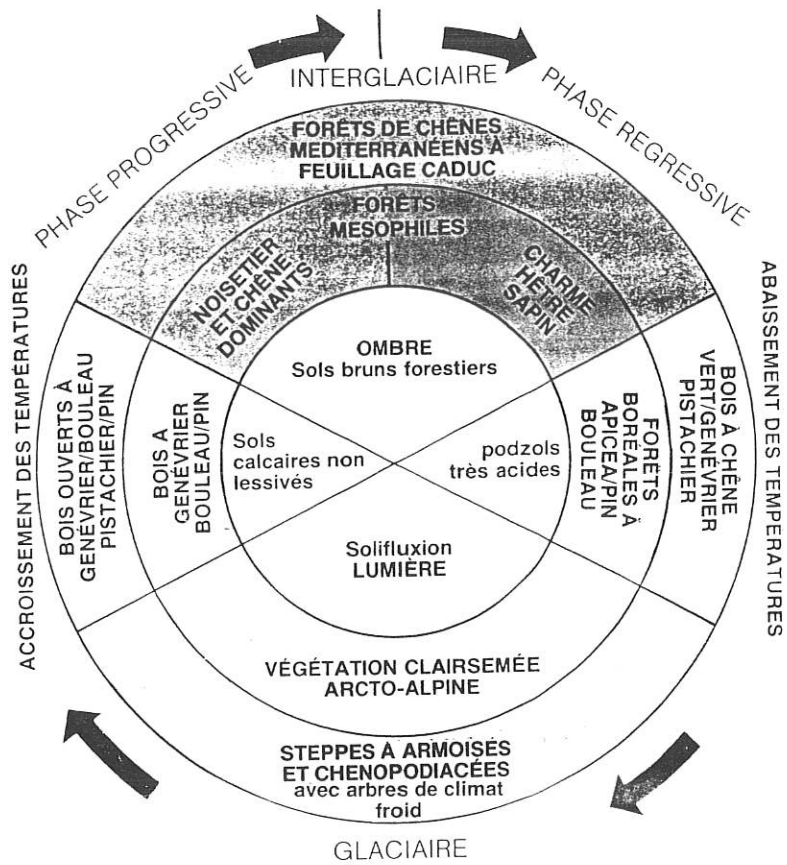 INTERGLACIAIRE
PHASE PROGRESSIVE
PHASE REGRESSIVE
FORÊTS DE CHÊNES
MEDITERRANÉENS À
FEUILLAGE CADUC
FORÊTS
MESOPHILES
NOISETIER
ET CHÊNE
DOMINANTS
CHARME
HÊTRE
SAPIN
OMBRE
Sols bruns forestiers
ACCROISSEMENT DES TEMPÉRATURES
BOIS OUVERTS À
GENÉVRIER/BOULEAU
PISTACHIER/PIN
BOIS A
GENÉVRIER
BOULEAU/PIN
Sols
calcaires non
lessivés
podzols
très acides
FORÊTS
BORÉALES À
APICEA/PIN
BOULEAU
BOIS À CHÊNE
VERT/GENÉVRIER
PISTACHIER
ABAISSEMENT DES TEMPERATURES
Solifluxion
LUMIÈRE
VÉGÉTATION CLAIRSEMÉE
ARCTO-ALPINE
STEPPES À ARMOISES
ET CHENOPODIACÉES
avec arbres de climat
froid
GLACIAIRE